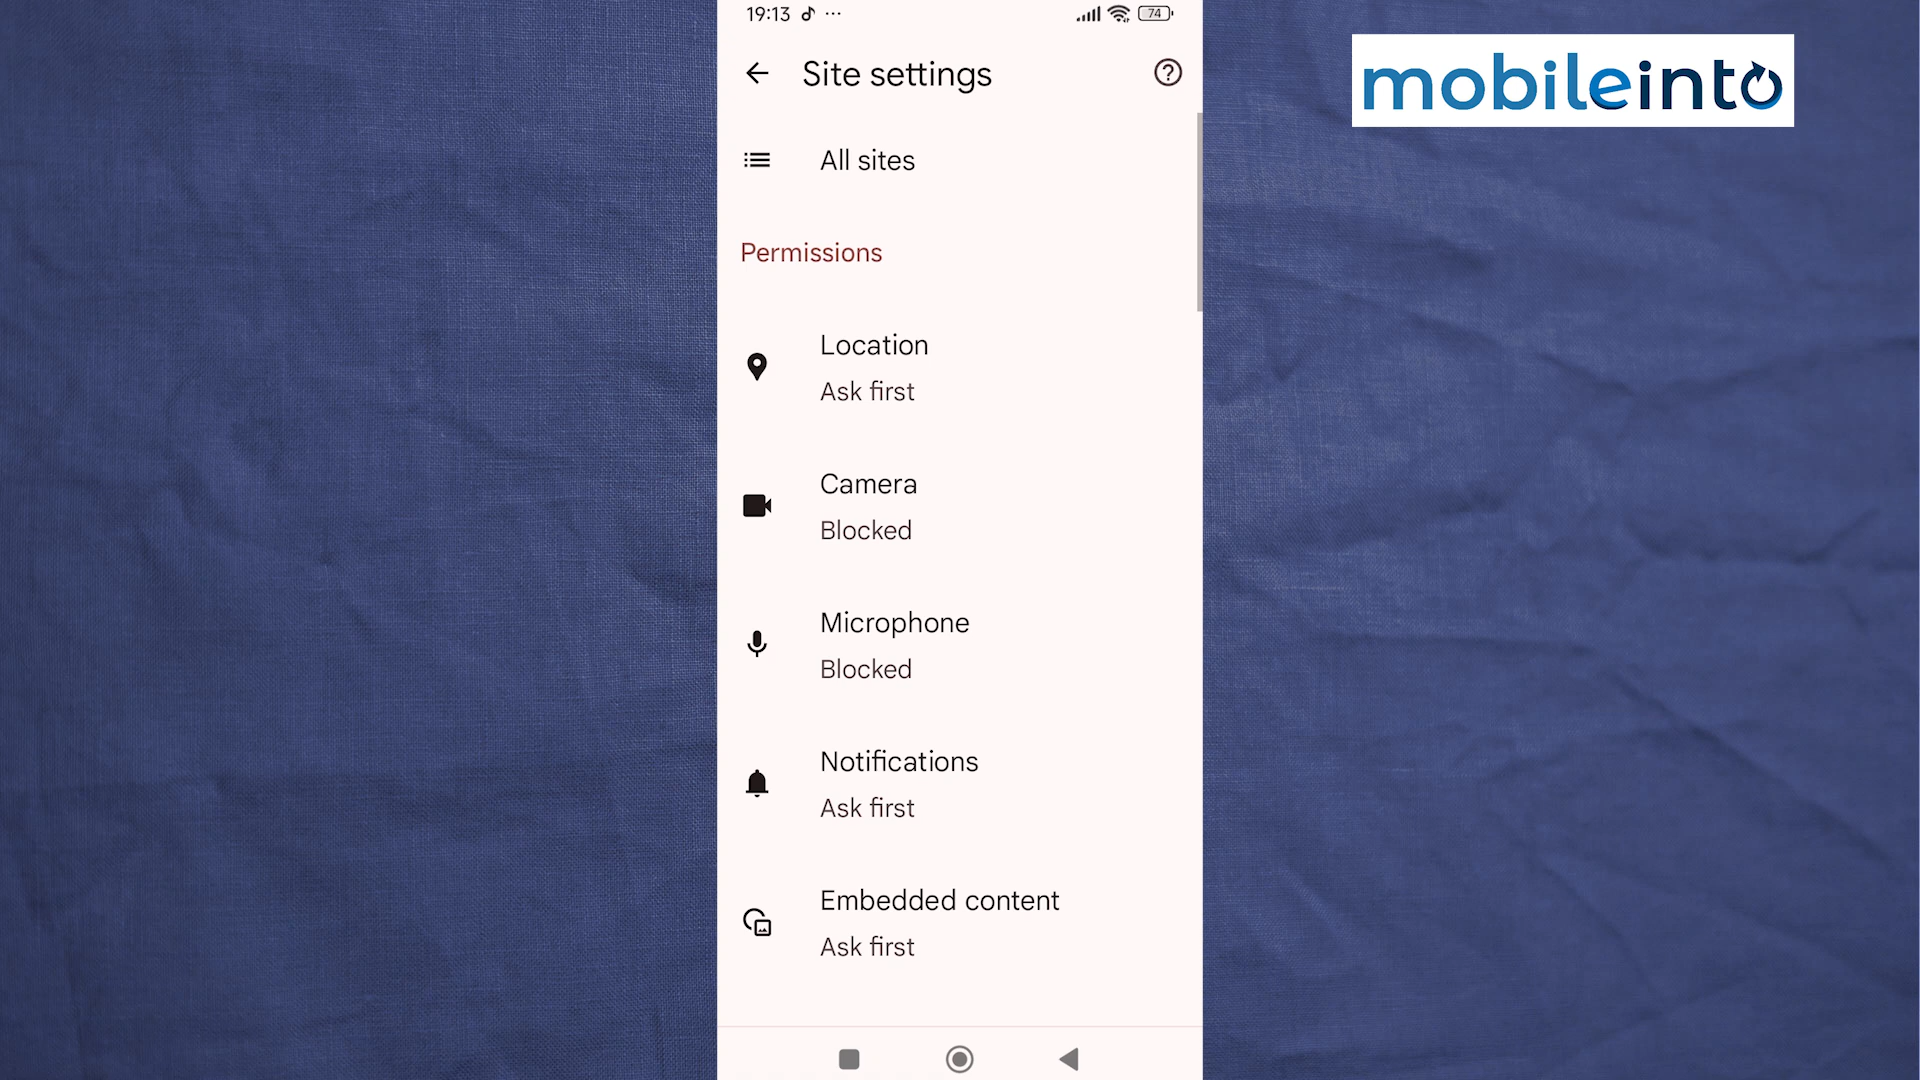 19:13
74
mobileinto
Site settings
All sites
Permissions
Location
Ask first
Camera
Blocked
Microphone
Blocked
Notifications
Ask first
Embedded content
Ask first